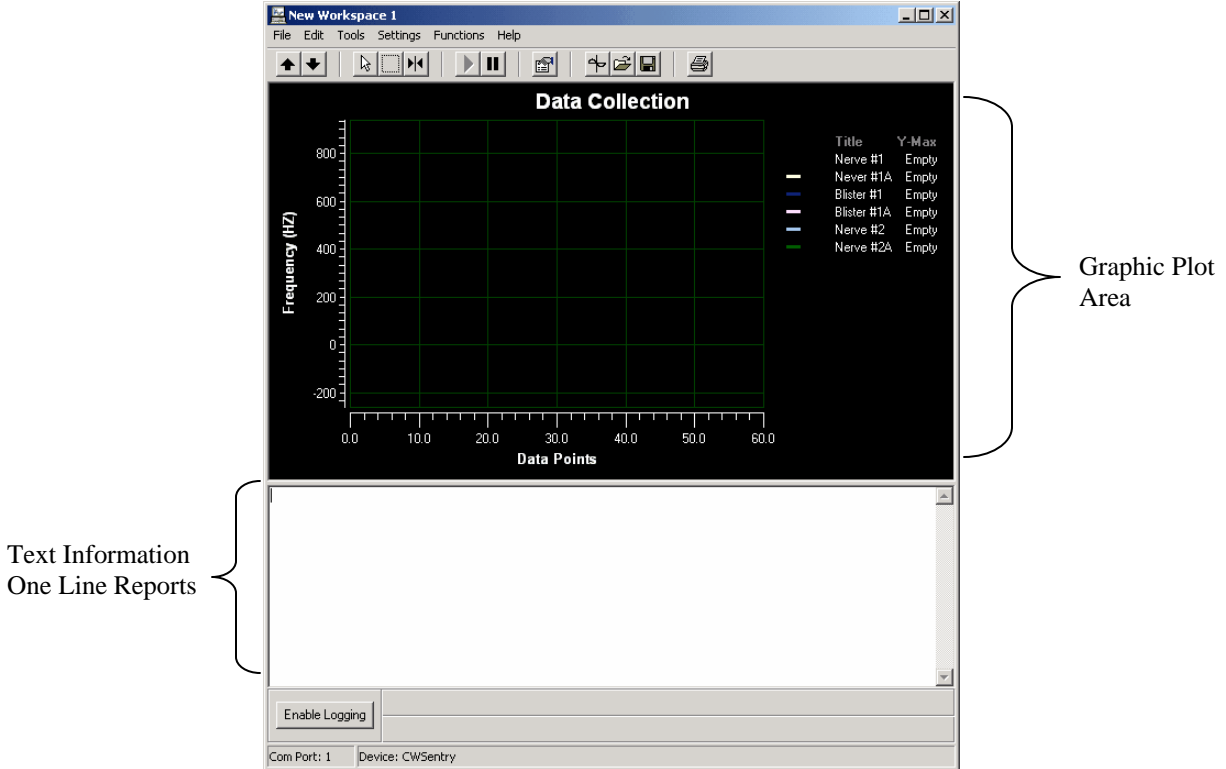 New Workspace 1
File Edit Tools Settings Functions Help
Data Collection
Title Y-Max
Nerve #1 Empty
Never #1A Empty
Blister #1 Empty
Blister #1A Empty
Nerve #2 Empty
Nerve #2A Empty
Frequency (HZ)
800
600
400
200
0
-200
0.0 10.0 20.0 30.0 40.0 50.0 60.0
Data Points
Graphic Plot
Area
Text Information
One Line Reports
Enable Logging
Com Port: 1 Device: CWSentry